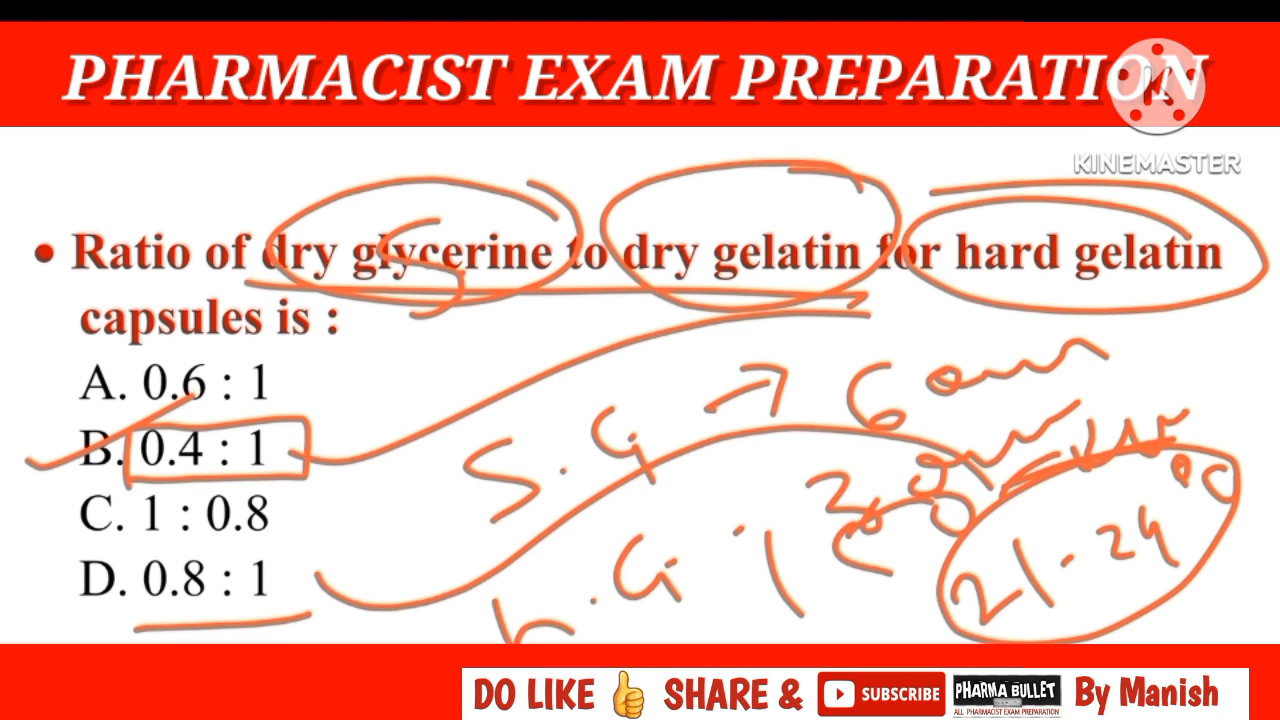 PHARMACIST EXAM PREPARATION
KINEMASTER
• Ratio of dry glycerine to dry gelatin for hard gelatin
capsules is :
A. 0.6 : 1
B. 0.4 : 1
C. 1 : 0.8
D. 0.8 : 1
S
S. G → 6
h. G
21-24 °C
DO LIKE 👍 SHARE & SUBSCRIBE PHARMA BULLET By Manish
ALL PHARMACIST EXAM PREPARATION